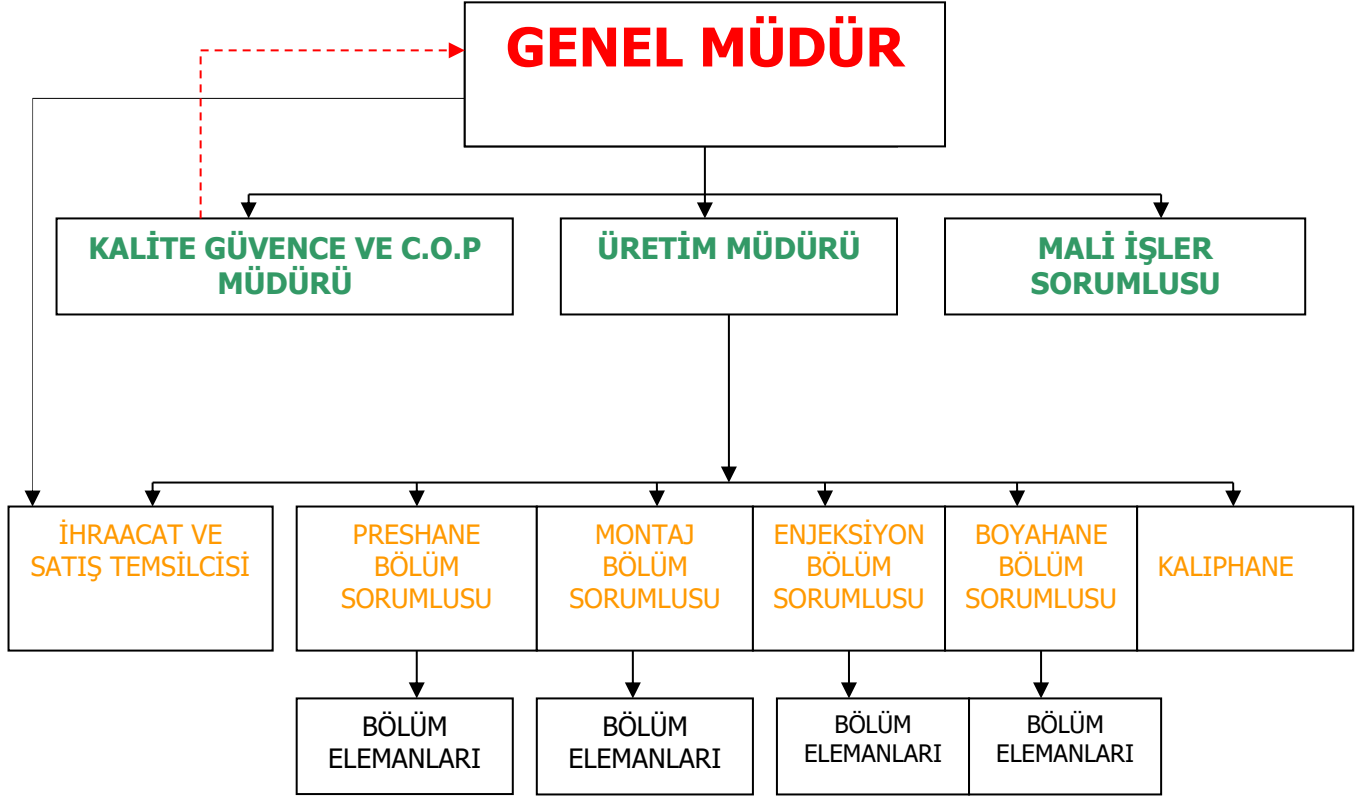 GENEL MÜDÜR
KALİTE GÜVENCE VE C.O.P
MÜDÜRÜ
ÜRETİM MÜDÜRÜ
MALİ İŞLER
SORUMLUSU
İHRAACAT VE
SATIŞ TEMSİLCİSİ
PRESHANE
BÖLÜM
SORUMLUSU
MONTAJ
BÖLÜM
SORUMLUSU
ENJEKSİYON
BÖLÜM
SORUMLUSU
BOYAHANE
BÖLÜM
SORUMLUSU
KALIPHANE
BÖLÜM
ELEMANLARI
BÖLÜM
ELEMANLARI
BÖLÜM
ELEMANLARI
BÖLÜM
ELEMANLARI